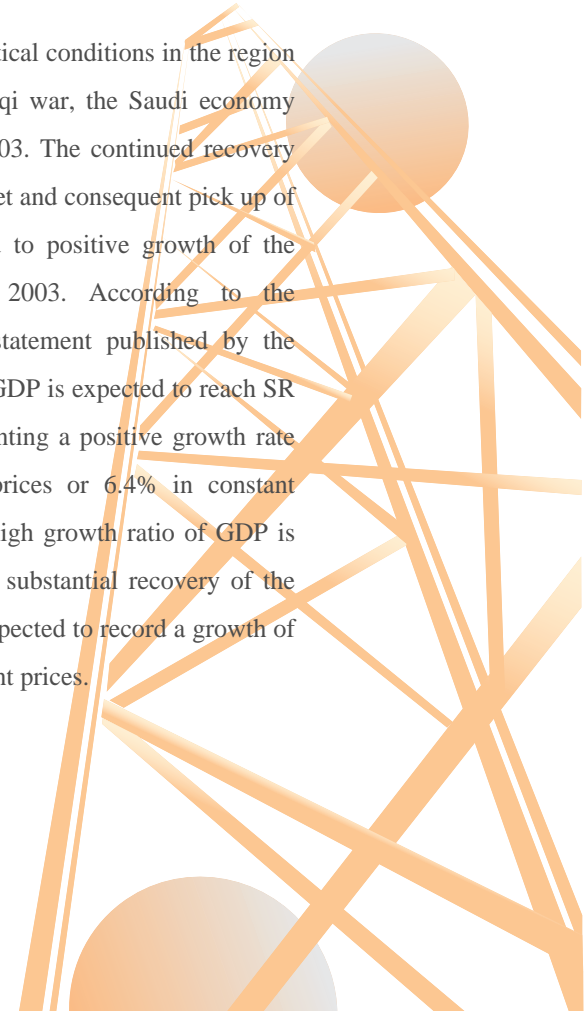 tical conditions in the region
qi war, the Saudi economy
03. The continued recovery
et and consequent pick up of
to positive growth of the
2003. According to the
statement published by the
GDP is expected to reach SR
nting a positive growth rate
prices or 6.4% in constant
igh growth ratio of GDP is
substantial recovery of the
pected to record a growth of
nt prices.